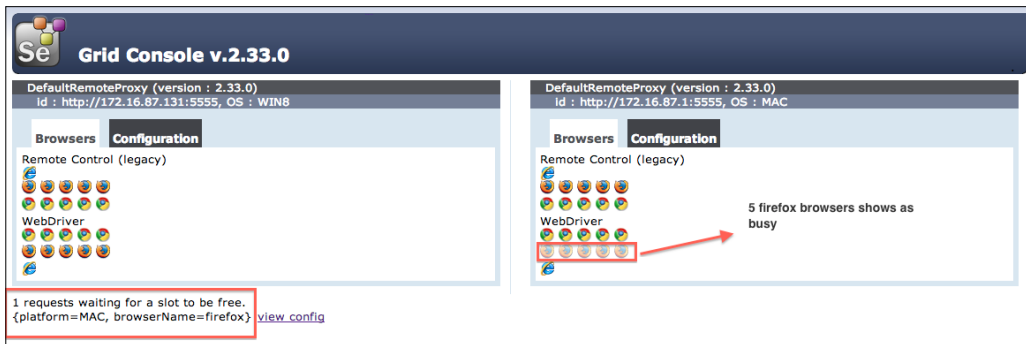 Se
Grid Console v.2.33.0
DefaultRemoteProxy (version : 2.33.0)
id : http://172.16.87.131:5555, OS : WIN8
Browsers Configuration
Remote Control (legacy)
WebDriver
DefaultRemoteProxy (version : 2.33.0)
id : http://172.16.87.1:5555, OS : MAC
Browsers Configuration
Remote Control (legacy)
WebDriver
5 firefox browsers shows as
busy
1 requests waiting for a slot to be free.
{platform=MAC, browserName=firefox} view config